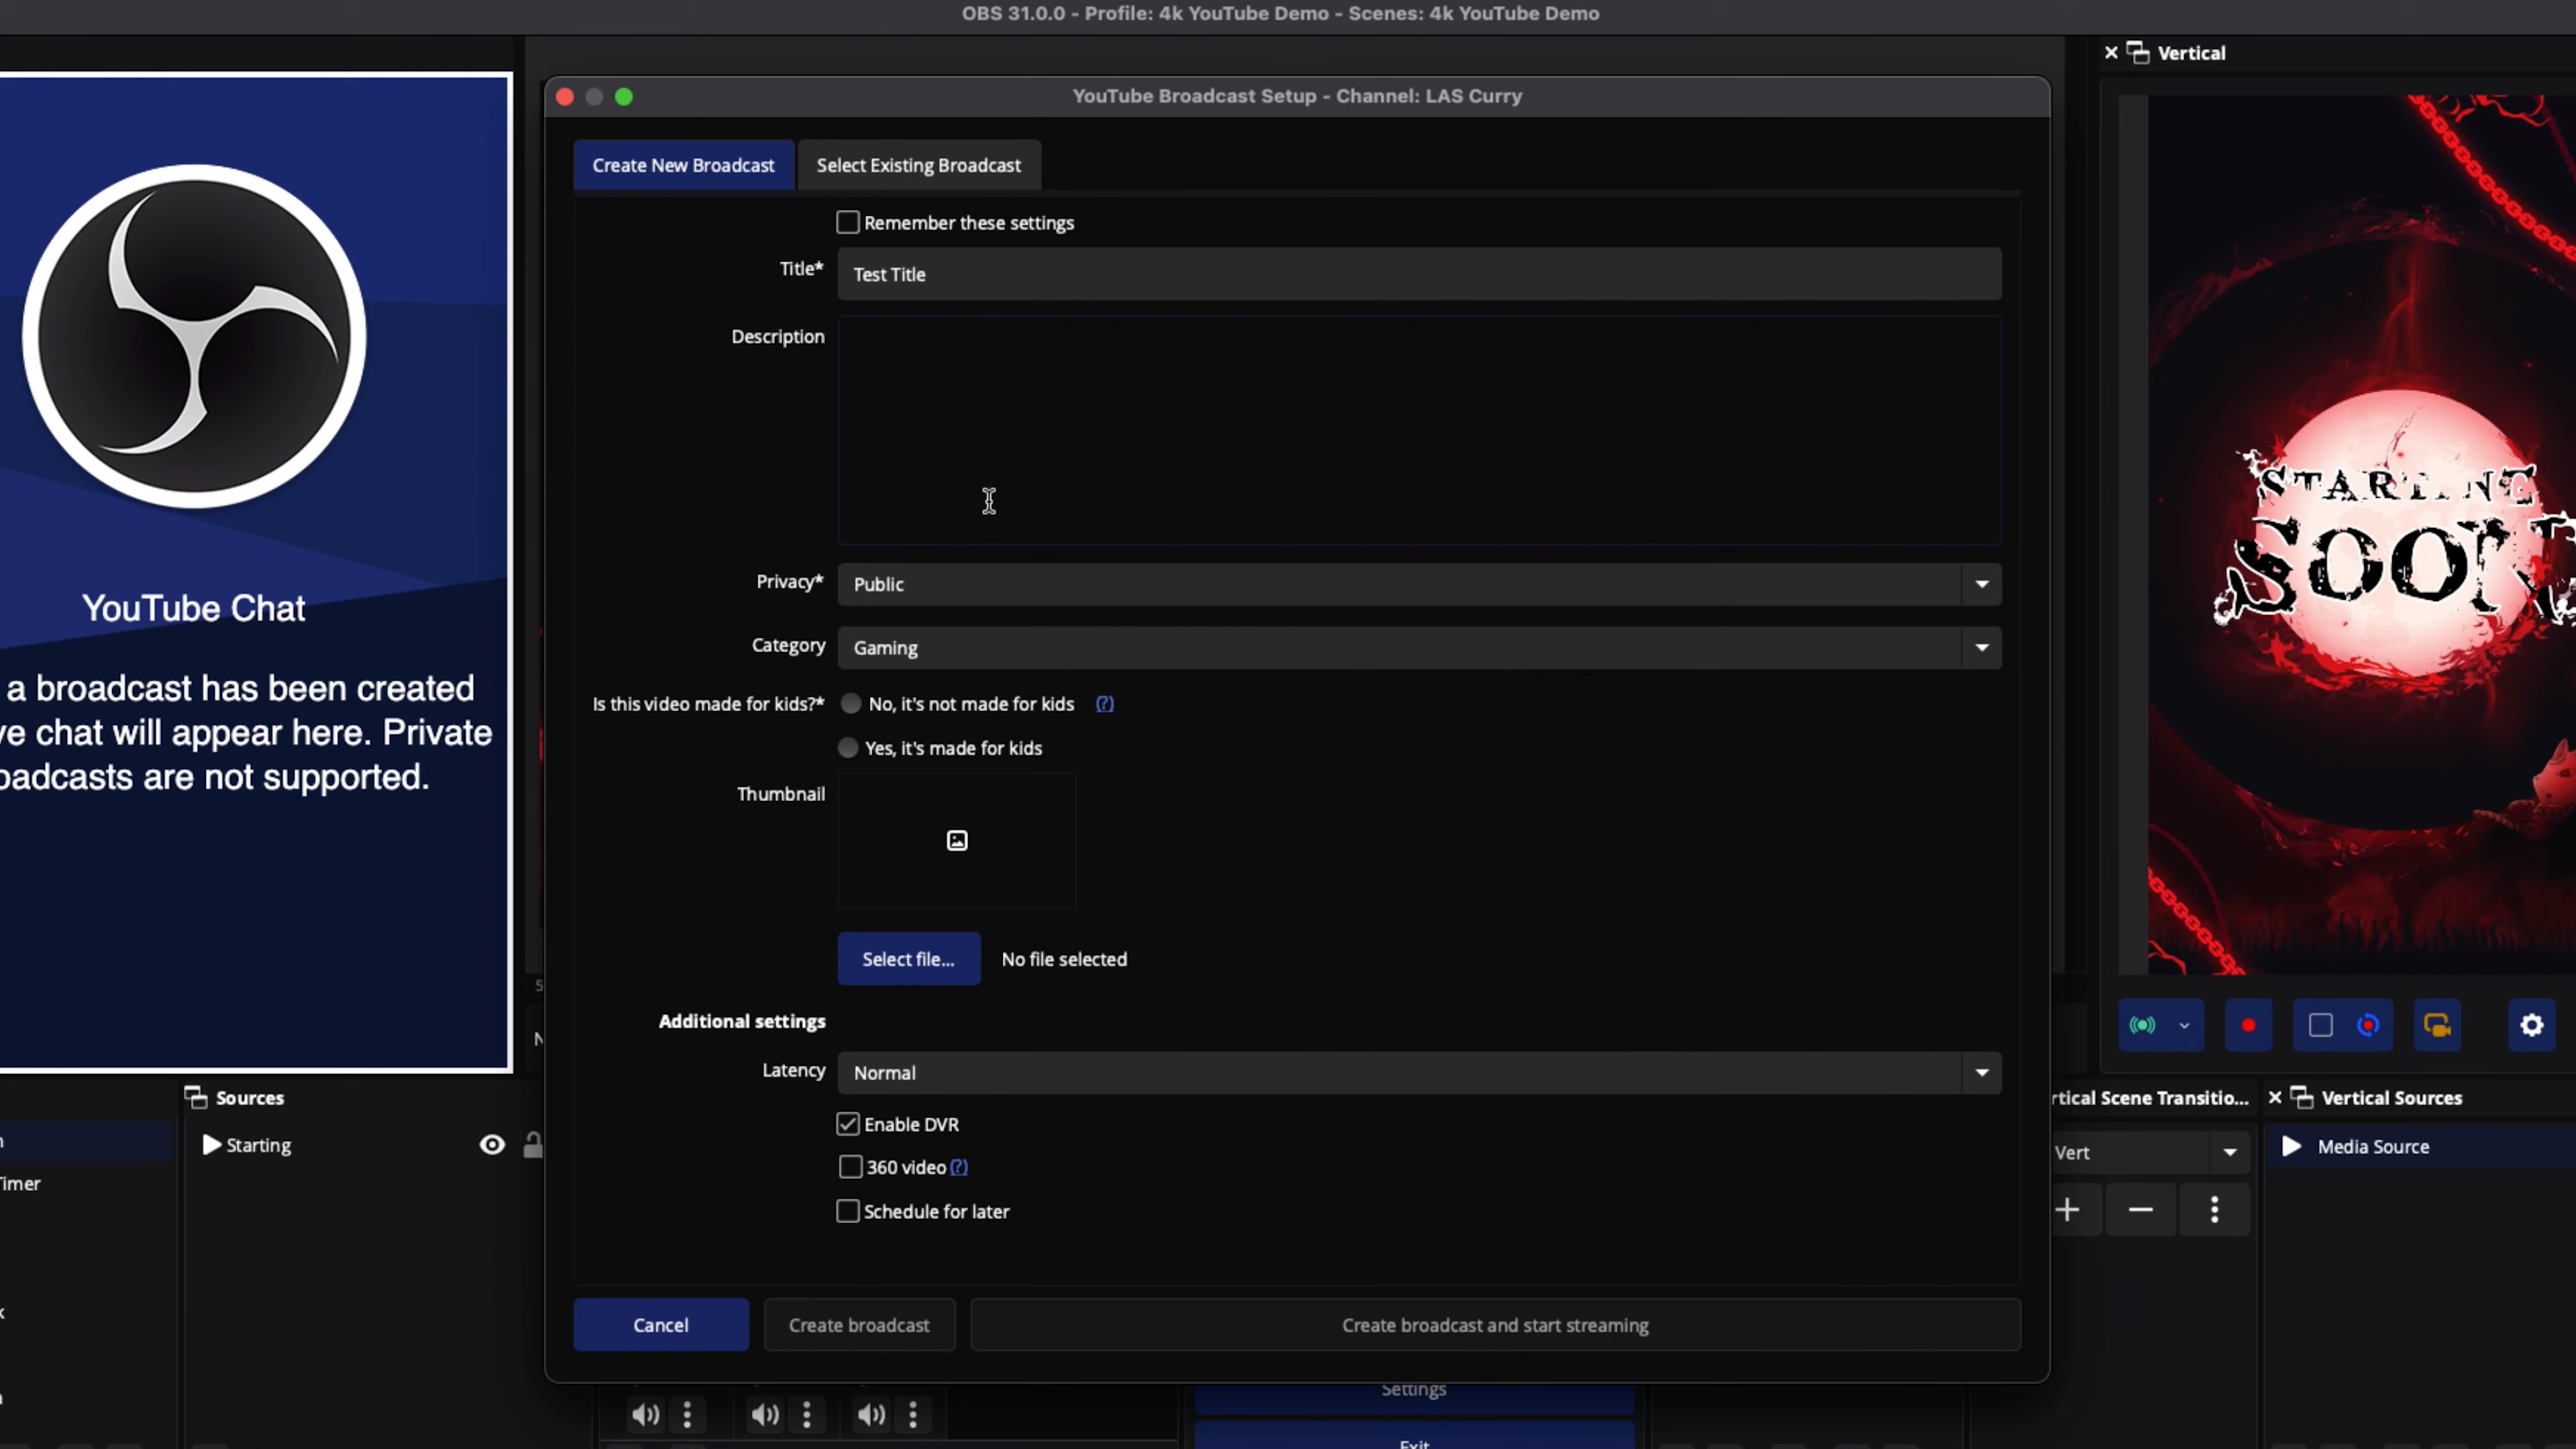 OBS 31.0.0 - Profile: 4k YouTube Demo - Scenes: 4k YouTube Demo
Vertical
YouTube Broadcast Setup - Channel: LAS Curry
Create New Broadcast
Select Existing Broadcast
Remember these settings
Title*
Test Title
Description
Privacy*
Public
Category
Gaming
Is this video made for kids?*
No, it's not made for kids (?)
Yes, it's made for kids
Thumbnail
Select file...
No file selected
Additional settings
Latency
Normal
Enable DVR
360 video (?)
Schedule for later
Cancel
Create broadcast
Create broadcast and start streaming
YouTube Chat
a broadcast has been created
ve chat will appear here. Private
oadcasts are not supported.
STARTING
SOON
Sources
Starting
Timer
rtical Scene Transitio...
Vert
Vertical Sources
Media Source
Settings
Exit